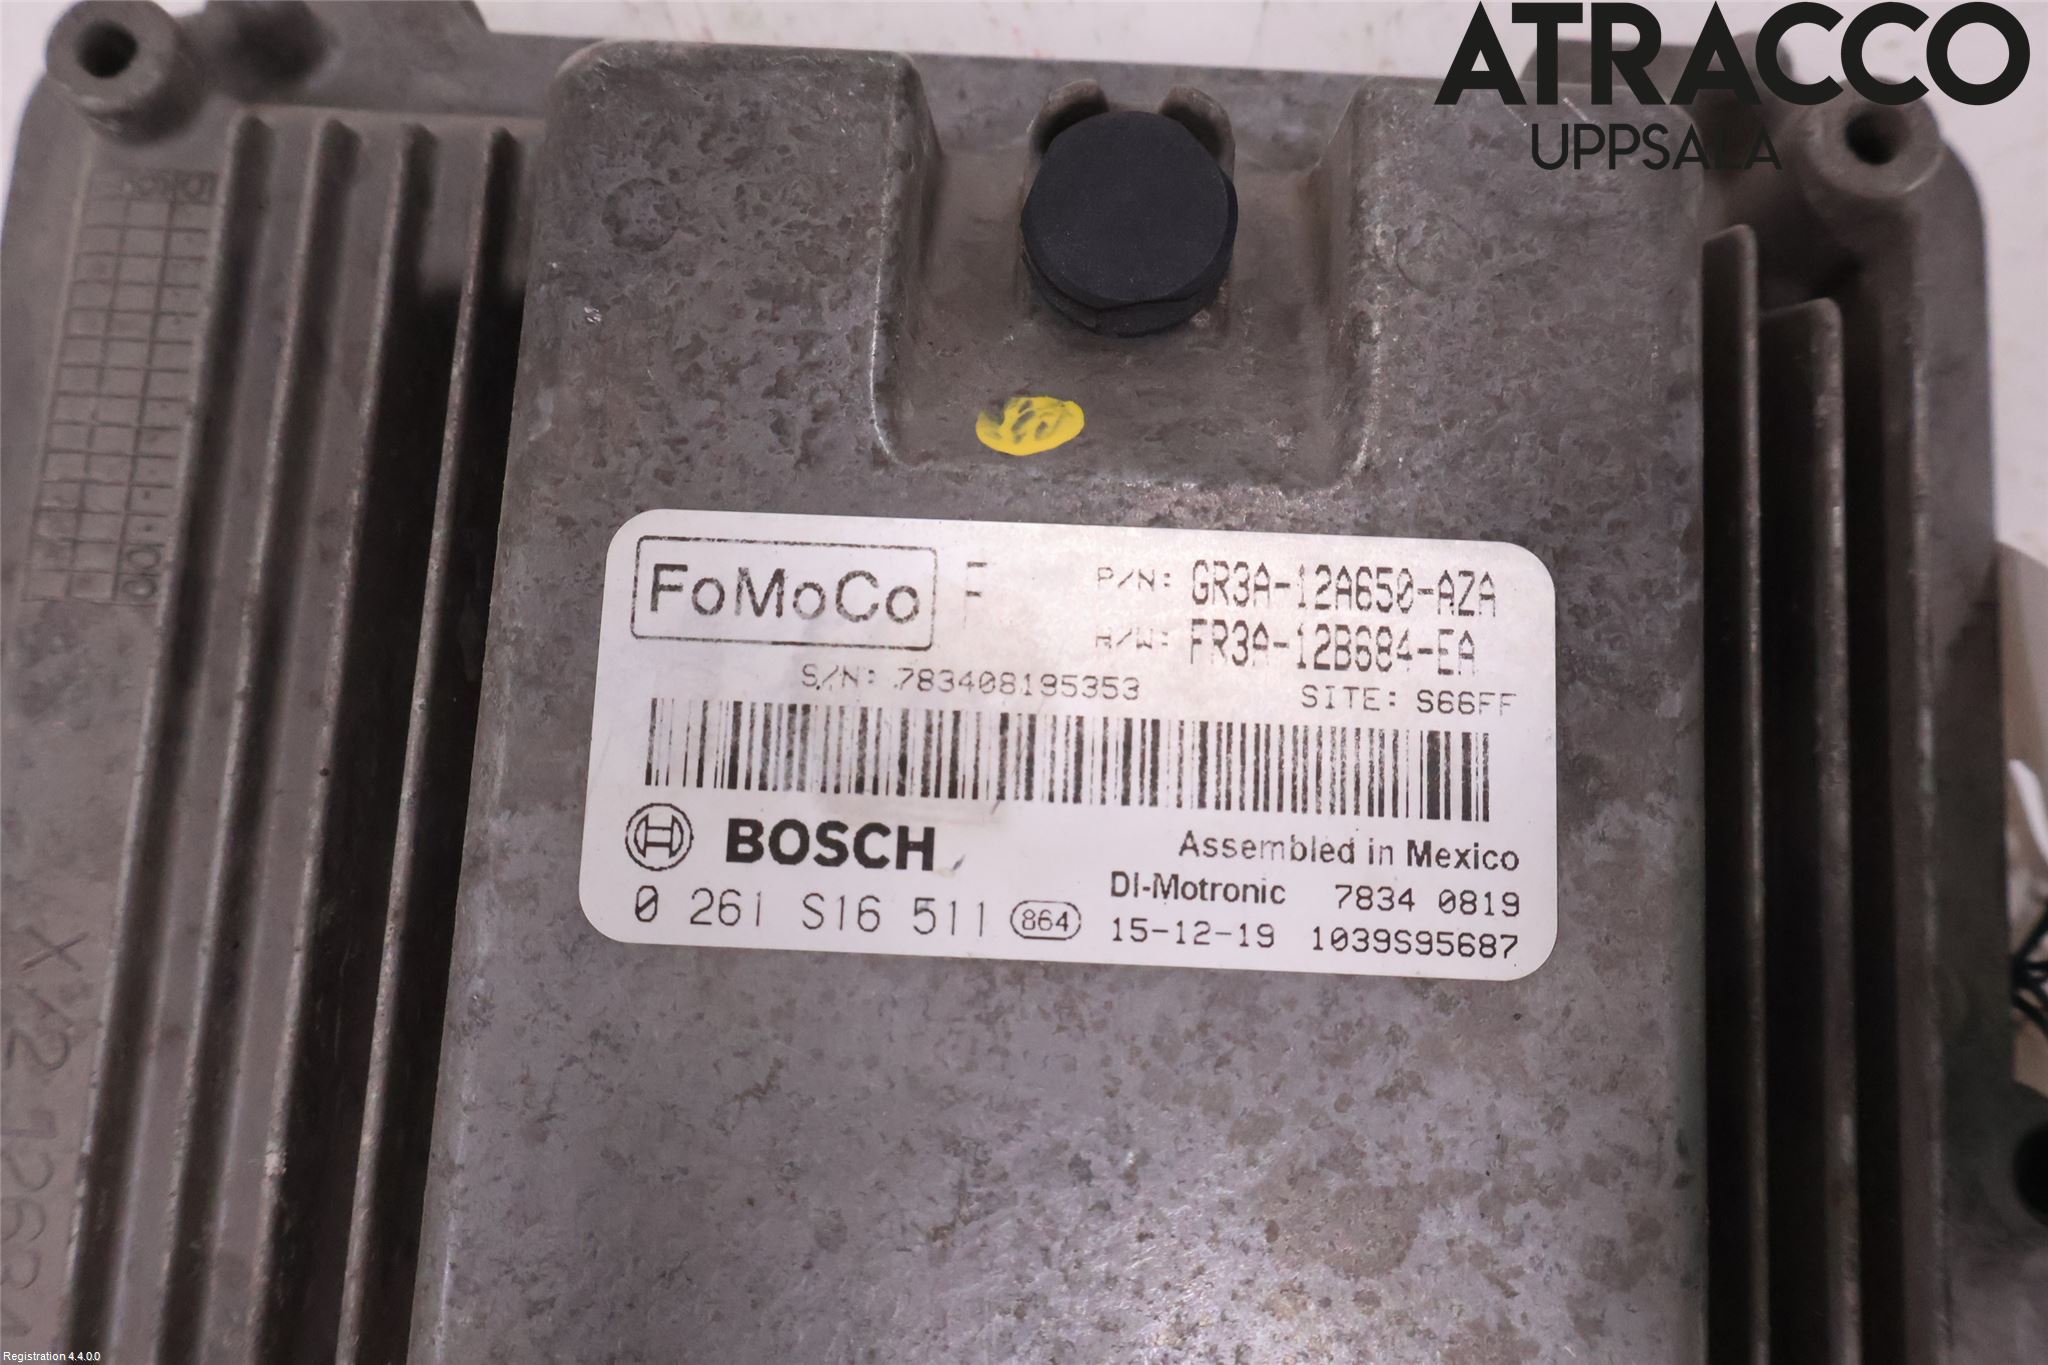 ATRACCO
UPPSALA
FoMoCo F P/N: GR3A-12A650-AZA
H/W: FR3A-12B684-EA
S/N: 783408195353 SITE: S66FF
BOSCH Assembled in Mexico
DI-Motronic 7834 0819
0 261 S16 511 864 15-12-19 1039S95687
Registration 4.4.0.0